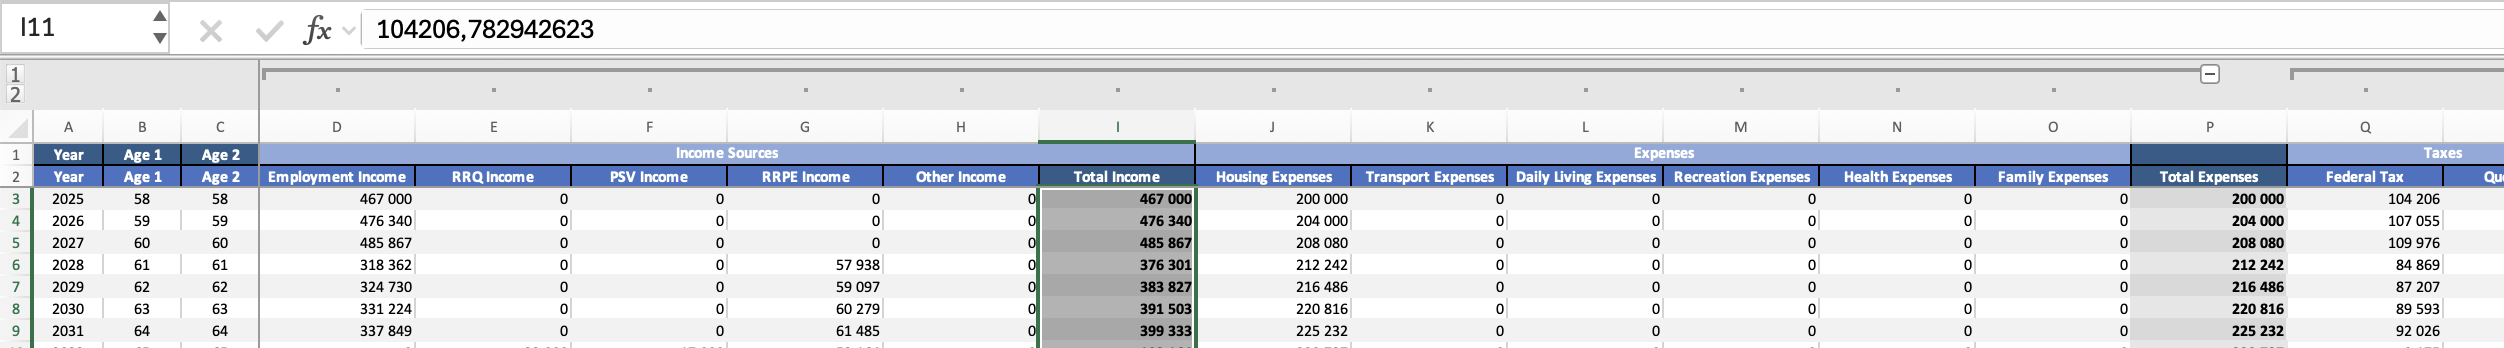 I11 fx 104206,782942623
1
2
A B C D E F G H I J K L M N O P Q
1 Year Age 1 Age 2 Income Sources Expenses Taxes
2 Year Age 1 Age 2 Employment Income RRQ Income PSV Income RRPE Income Other Income Total Income Housing Expenses Transport Expenses Daily Living Expenses Recreation Expenses Health Expenses Family Expenses Total Expenses Federal Tax
3 2025 58 58 467 000 0 0 0 0 467 000 200 000 0 0 0 0 0 200 000 104 206
4 2026 59 59 476 340 0 0 0 0 476 340 204 000 0 0 0 0 0 204 000 107 055
5 2027 60 60 485 867 0 0 0 0 485 867 208 080 0 0 0 0 0 208 080 109 976
6 2028 61 61 318 362 0 0 57 938 0 376 301 212 242 0 0 0 0 0 212 242 84 869
7 2029 62 62 324 730 0 0 59 097 0 383 827 216 486 0 0 0 0 0 216 486 87 207
8 2030 63 63 331 224 0 0 60 279 0 391 503 220 816 0 0 0 0 0 220 816 89 593
9 2031 64 64 337 849 0 0 61 485 0 399 333 225 232 0 0 0 0 0 225 232 92 026